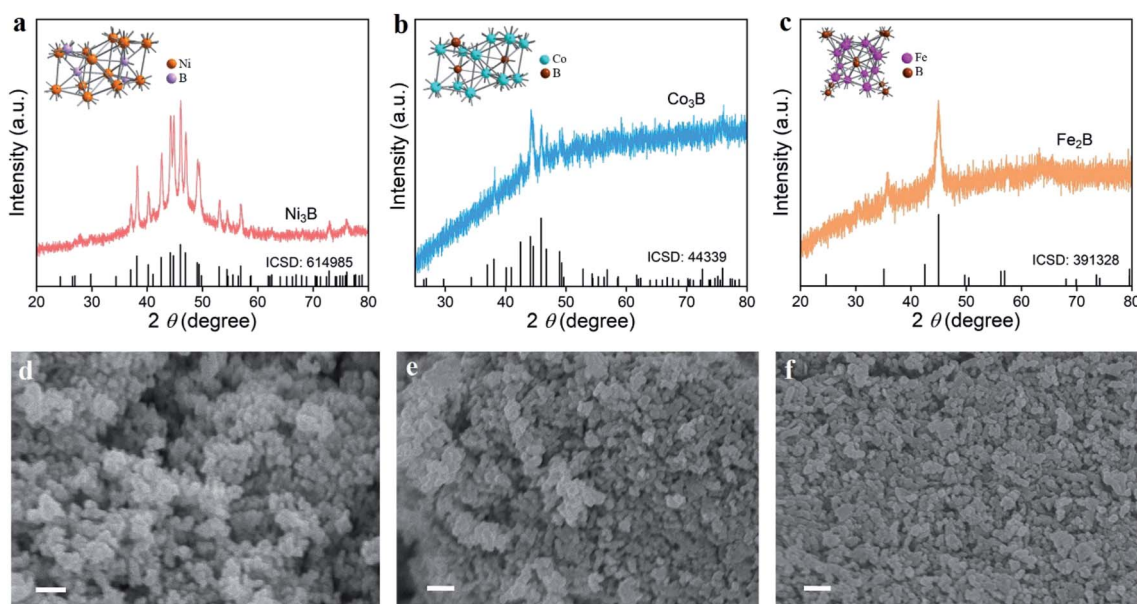 a
Ni
B
Intensity (a.u.)
Ni₃B
ICSD: 614985
20 30 40 50 60 70 80
2 θ (degree)
b
Co
B
Intensity (a.u.)
Co₃B
ICSD: 44339
30 40 50 60 70 80
2 θ (degree)
c
Fe
B
Intensity (a.u.)
Fe₂B
ICSD: 391328
20 30 40 50 60 70 80
2 θ (degree)
d
e
f